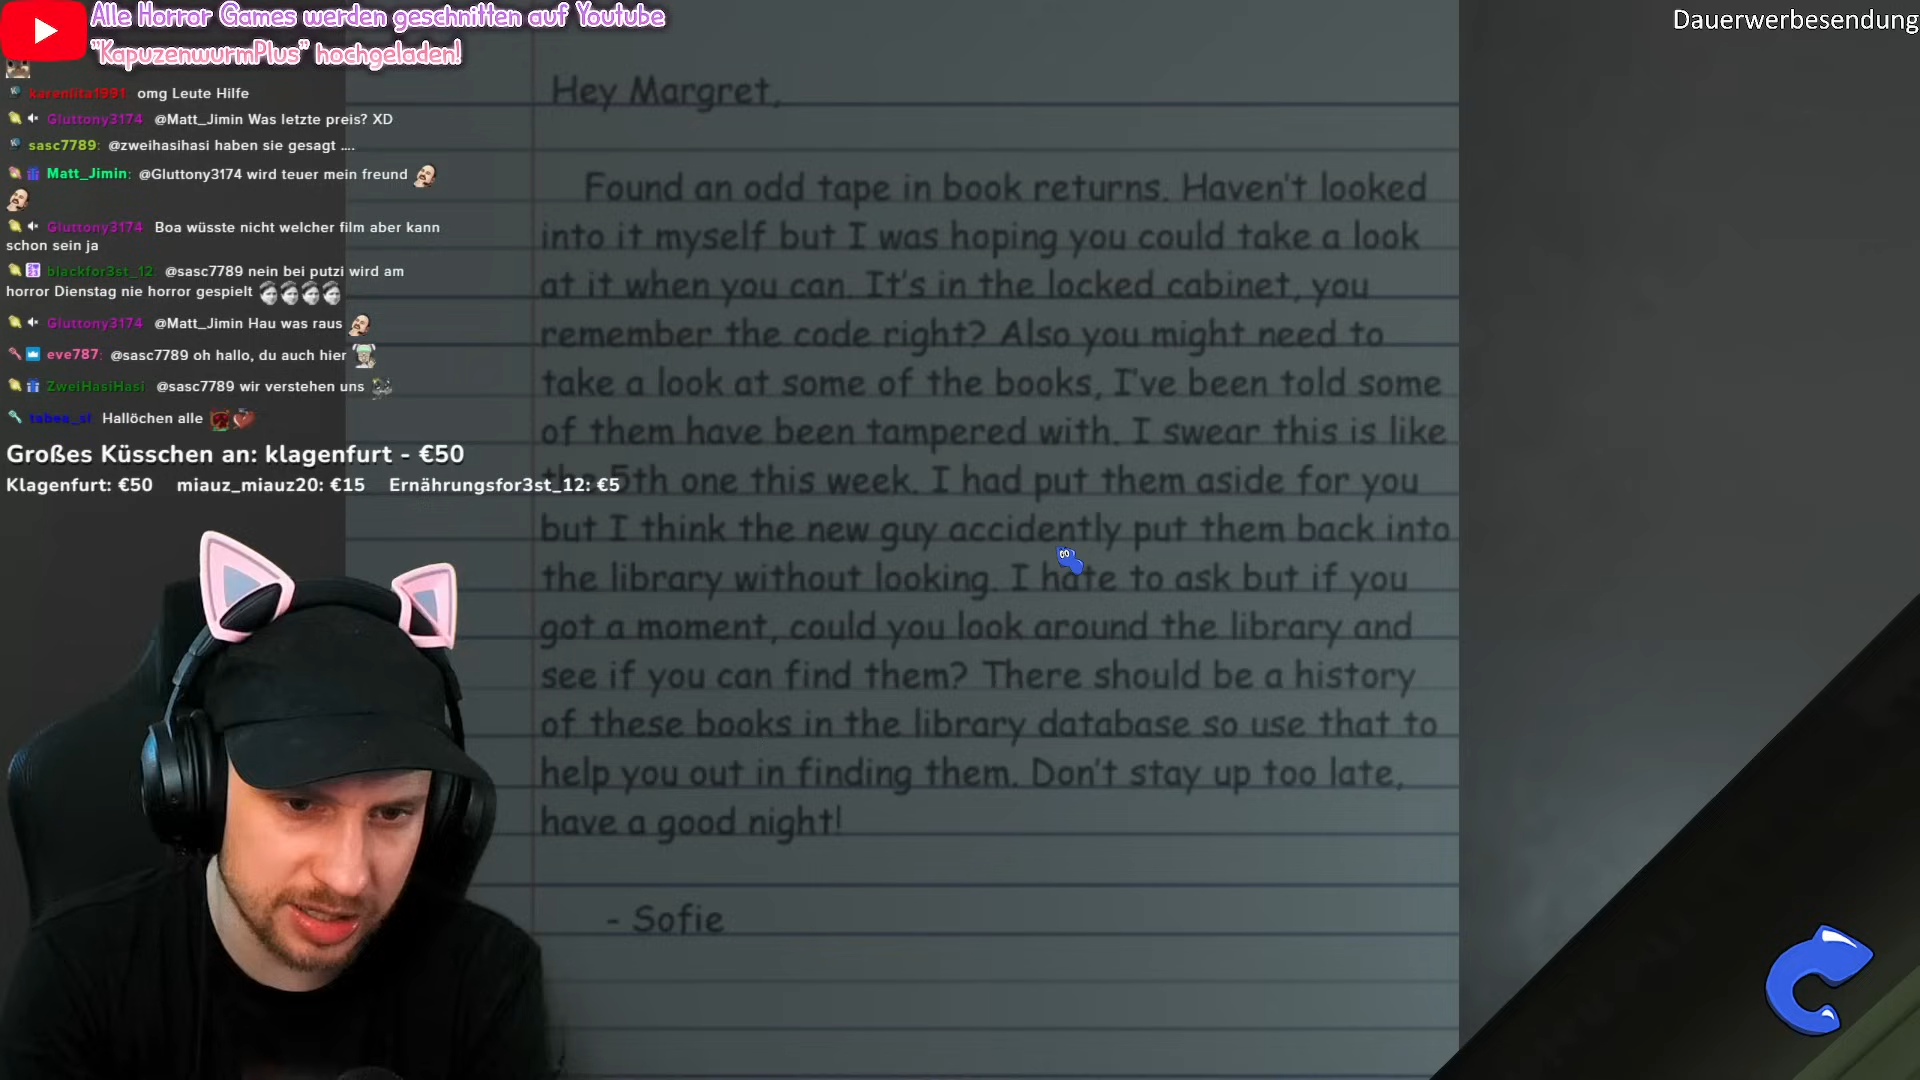 Alle Horror Games werden geschnitten auf Youtube
"KapuzenwurmPlus" hochgeladen!
Dauerwerbesendung
karenlita1991 omg Leute Hilfe
Gluttony3174 @Matt_Jimin Was letzte preis? XD
sasc7789: @zweihasihasi haben sie gesagt ....
Matt_Jimin: @Gluttony3174 wird teuer mein freund
Gluttony3174 Boa wüsste nicht welcher film aber kann
schon sein ja
blackfor3st_12: @sasc7789 nein bei putzi wird am
horror Dienstag nie horror gespielt
Gluttony3174 @Matt_Jimin Hau was raus
eve787: @sasc7789 oh hallo, du auch hier
ZweiHasiHasi @sasc7789 wir verstehen uns
Hallöchen alle
Großes Küsschen an: klagenfurt - €50
Klagenfurt: €50 miauz_miauz20: €15 Ernährungsfor3st_12: €5
Hey Margret,
Found an odd tape in book returns. Haven't looked
into it myself but I was hoping you could take a look
at it when you can. It's in the locked cabinet, you
remember the code right? Also you might need to
take a look at some of the books, I've been told some
of them have been tampered with. I swear this is like
the 5th one this week. I had put them aside for you
but I think the new guy accidently put them back into
the library without looking. I hate to ask but if you
got a moment, could you look around the library and
see if you can find them? There should be a history
of these books in the library database so use that to
help you out in finding them. Don't stay up too late,
have a good night!
- Sofie